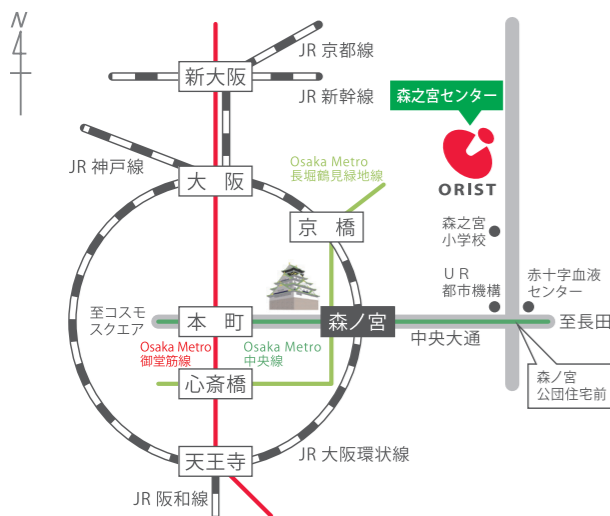 N
JR 京都線
新大阪
JR 新幹線
森之宮センター
JR 神戸線
大 阪
Osaka Metro
長堀鶴見緑地線
ORIST
京 橋
森之宮
小学校
UR
都市機構
赤十字血液
センター
至コスモ
スクエア
本 町
森ノ宮
至長田
中央大通
Osaka Metro
御堂筋線
Osaka Metro
中央線
心斎橋
森ノ宮
公団住宅前
天王寺
JR 大阪環状線
JR 阪和線